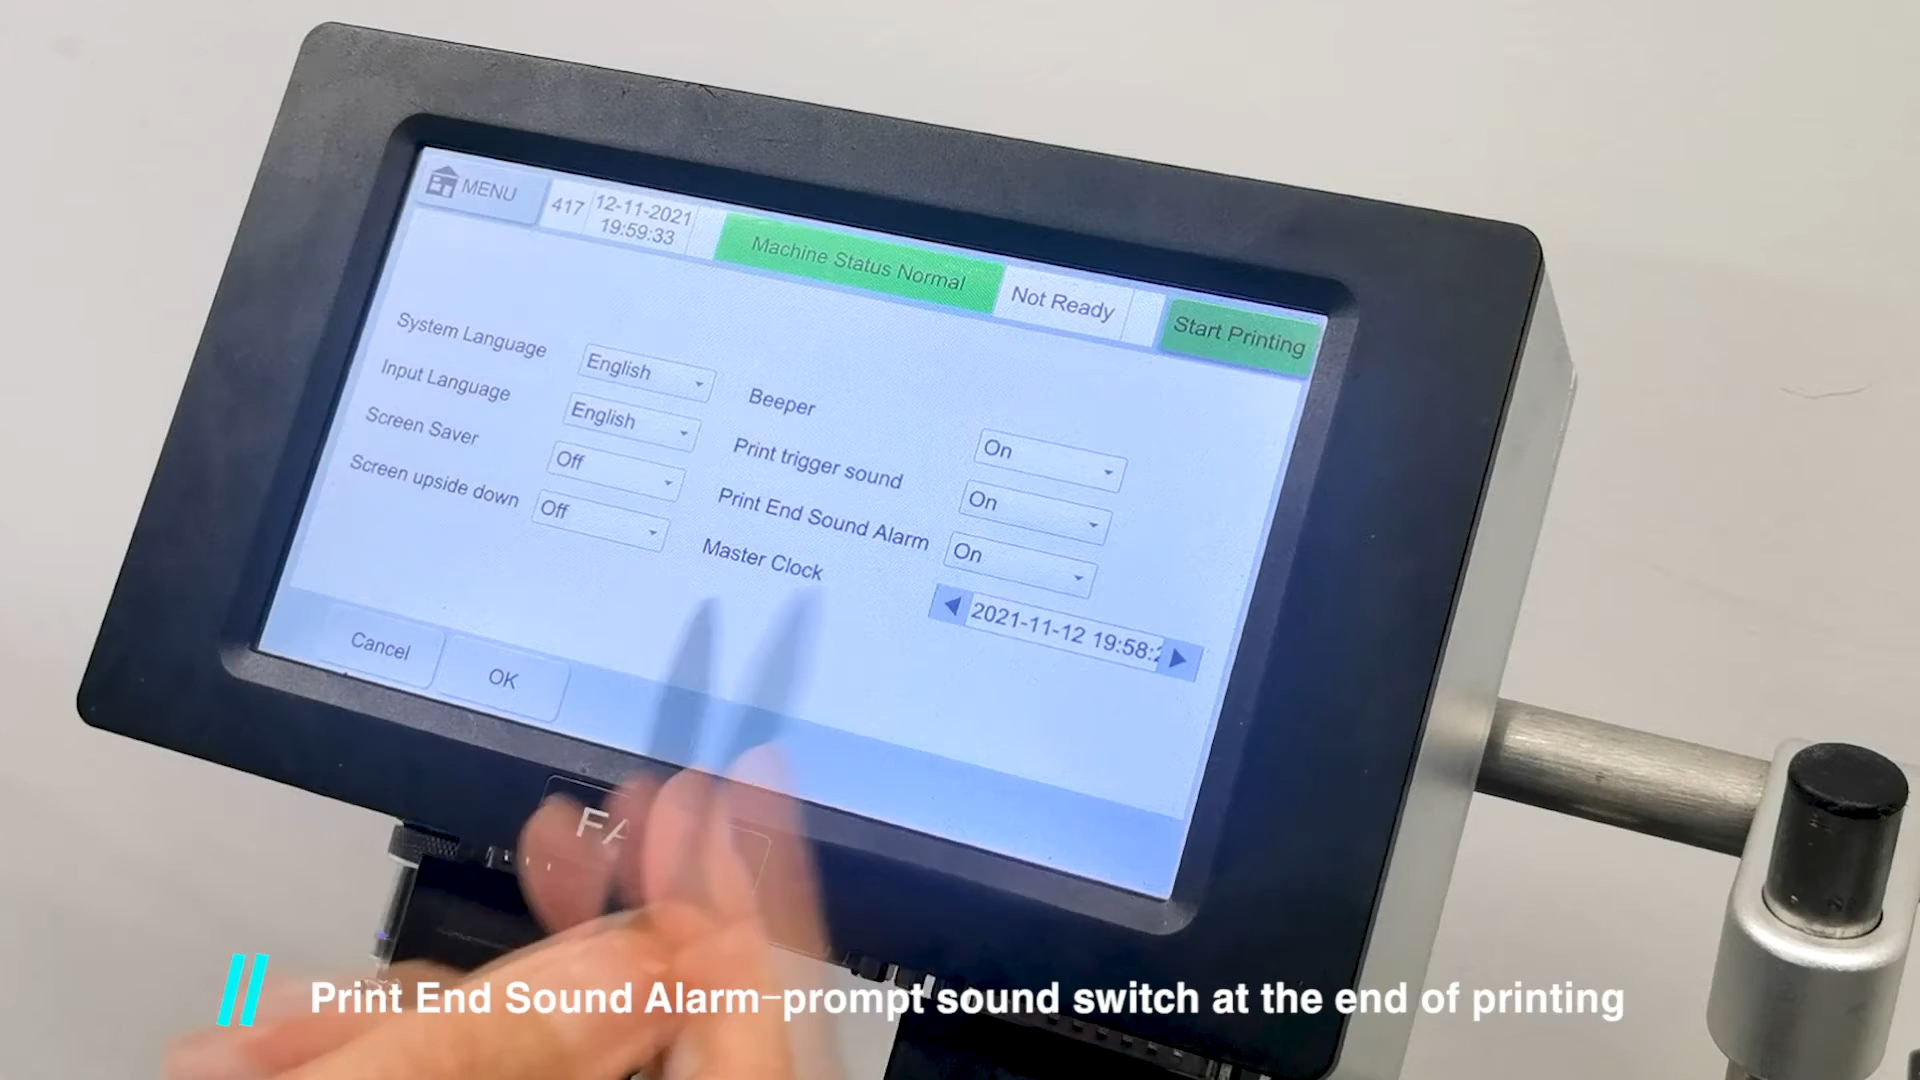 MENU
417
12-11-2021
19:59:33
Machine Status Normal
Not Ready
Start Printing
System Language
English
Input Language
English
Screen Saver
Off
Screen upside down
Off
Beeper
On
Print trigger sound
On
Print End Sound Alarm
On
Master Clock
2021-11-12 19:58:2
Cancel
OK
FA
// Print End Sound Alarm–prompt sound switch at the end of printing